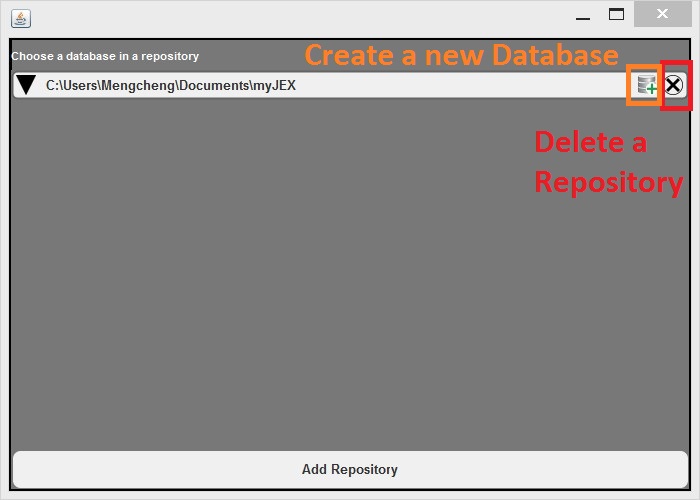 Create a new Database
Choose a database in a repository
C:\Users\Mengcheng\Documents\myJEX
Delete a
Repository
Add Repository